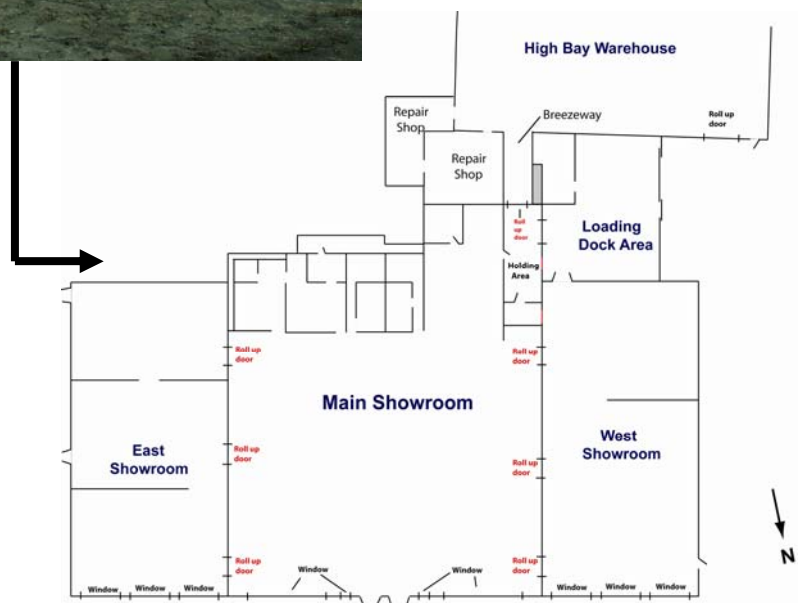 High Bay Warehouse
Repair
Shop
Breezeway
Roll up
door
Repair
Shop
Roll
up
door
Loading
Dock Area
Holding
Area
Roll up
door
Roll up
door
Main Showroom
East
Showroom
Roll up
door
Roll up
door
West
Showroom
Roll up
door
Roll up
door
N
Window
Window
Window
Window
Window
Window
Window
Window